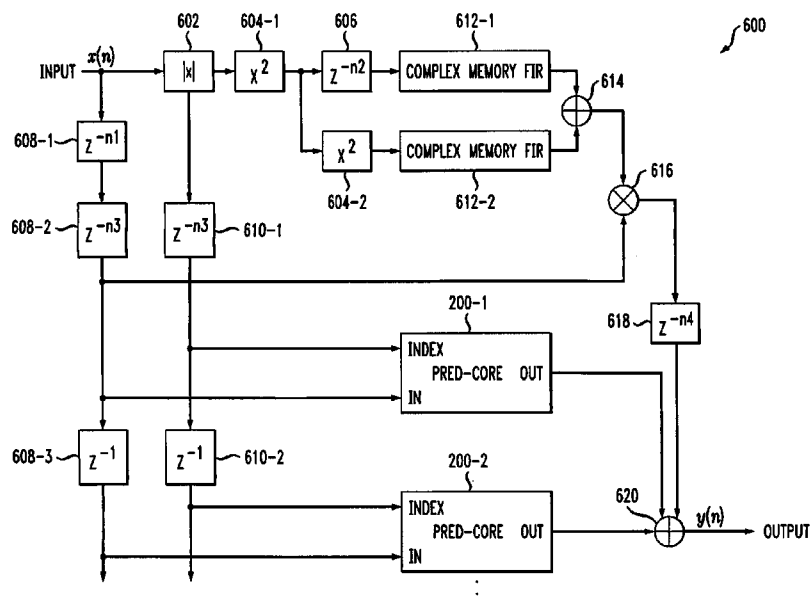 600
602
604-1
606
612-1
INPUT
x(n)
|x|
X²
Z⁻ⁿ²
COMPLEX MEMORY FIR
614
608-1
Z⁻ⁿ¹
X²
COMPLEX MEMORY FIR
616
604-2
612-2
608-2
Z⁻ⁿ³
Z⁻ⁿ³
610-1
200-1
618
Z⁻ⁿ⁴
INDEX
PRED-CORE OUT
IN
608-3
Z⁻¹
Z⁻¹
610-2
200-2
INDEX
620
y(n)
PRED-CORE OUT
OUTPUT
IN